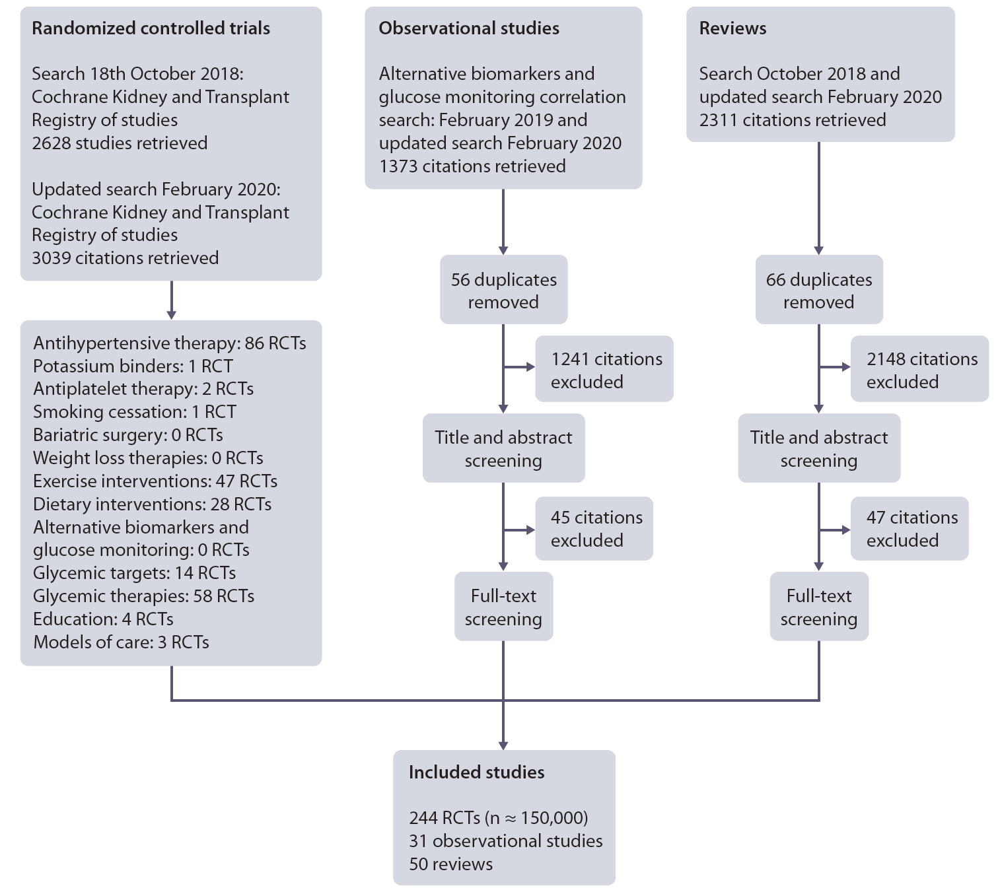 Randomized controlled trials
Search 18th October 2018:
Cochrane Kidney and Transplant
Registry of studies
2628 studies retrieved
Updated search February 2020:
Cochrane Kidney and Transplant
Registry of studies
3039 citations retrieved
Antihypertensive therapy: 86 RCTs
Potassium binders: 1 RCT
Antiplatelet therapy: 2 RCTs
Smoking cessation: 1 RCT
Bariatric surgery: 0 RCTs
Weight loss therapies: 0 RCTs
Exercise interventions: 47 RCTs
Dietary interventions: 28 RCTs
Alternative biomarkers and
glucose monitoring: 0 RCTs
Glycemic targets: 14 RCTs
Glycemic therapies: 58 RCTs
Education: 4 RCTs
Models of care: 3 RCTs
Observational studies
Alternative biomarkers and
glucose monitoring correlation
search: February 2019 and
updated search February 2020
1373 citations retrieved
56 duplicates
removed
1241 citations
excluded
Title and abstract
screening
45 citations
excluded
Full-text
screening
Reviews
Search October 2018 and
updated search February 2020
2311 citations retrieved
66 duplicates
removed
2148 citations
excluded
Title and abstract
screening
47 citations
excluded
Full-text
screening
Included studies
244 RCTs (n ≈ 150,000)
31 observational studies
50 reviews